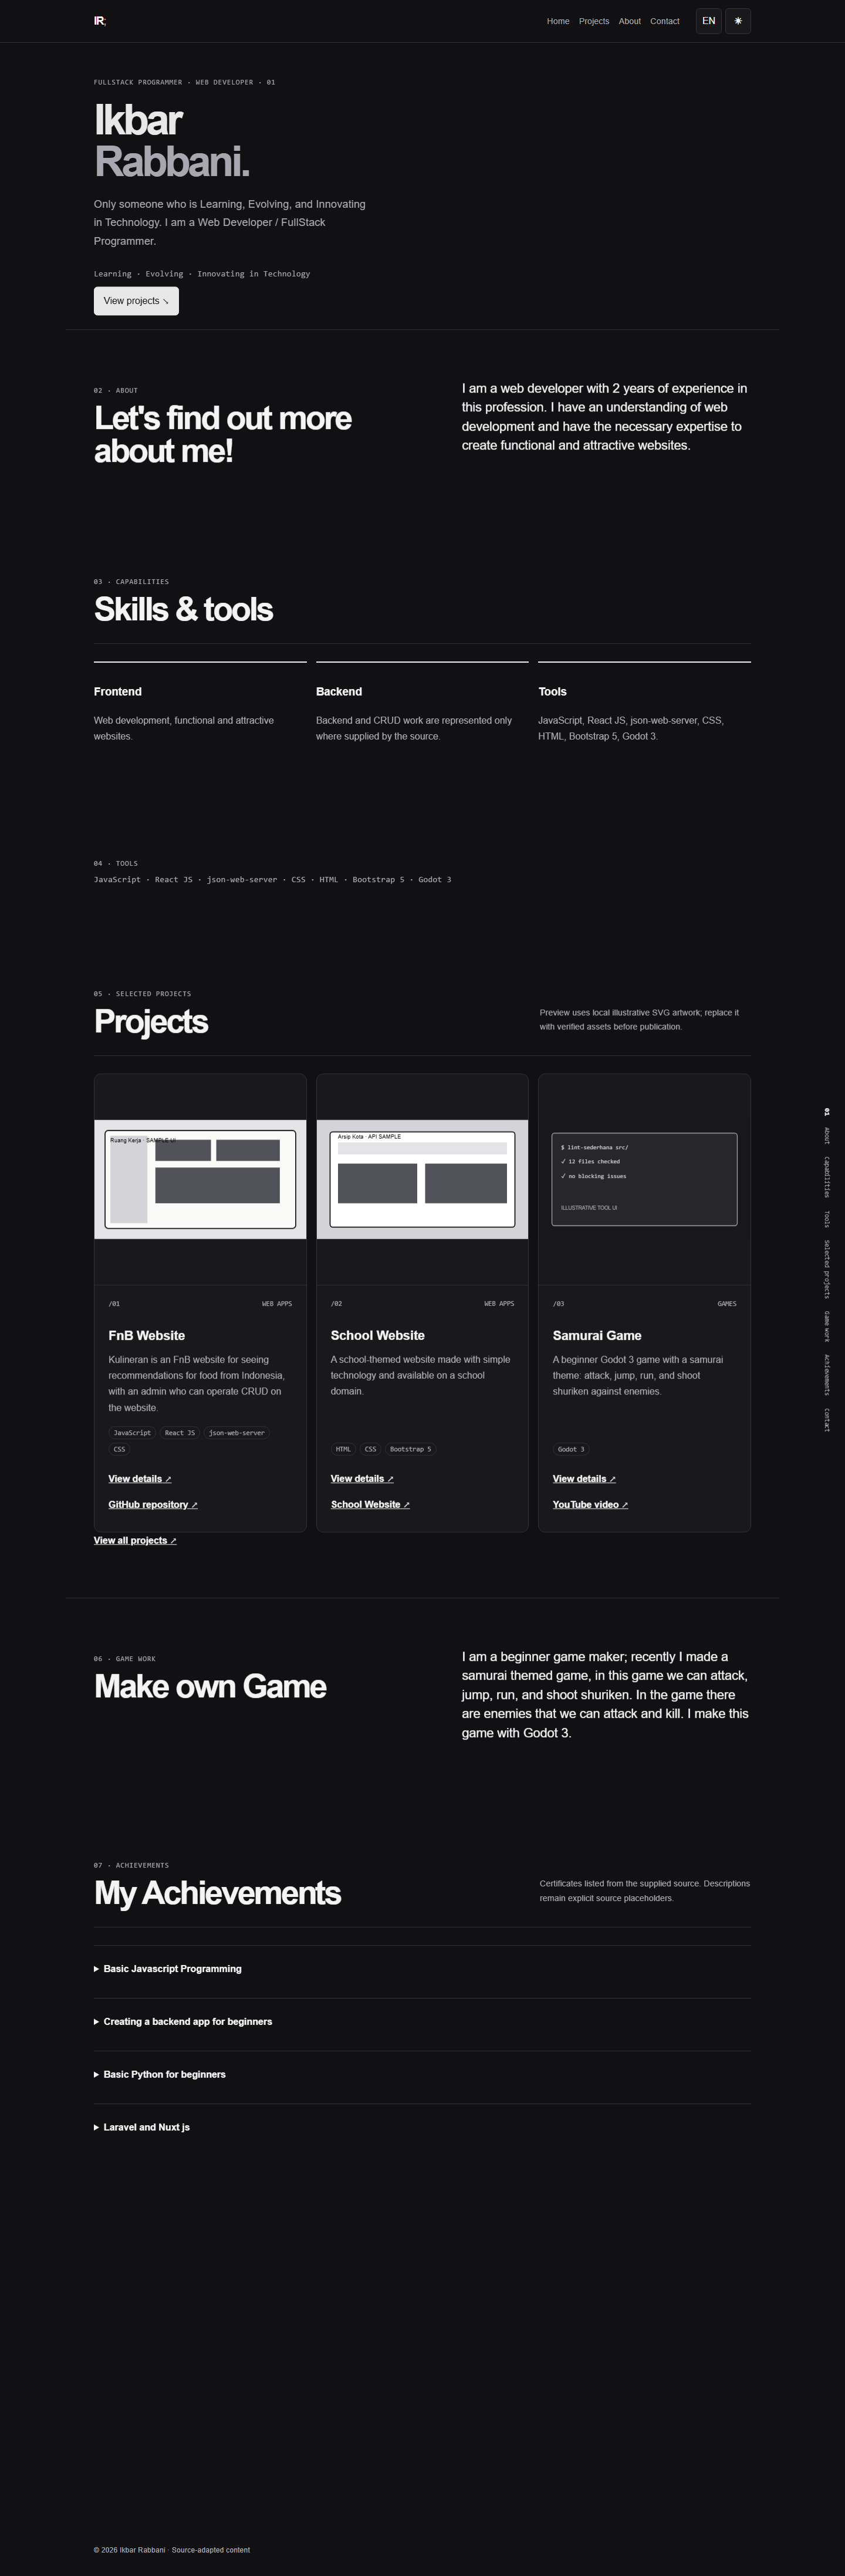 IR;
Home Projects About Contact EN ☀
FULLSTACK PROGRAMMER · WEB DEVELOPER · 01
Ikbar
Rabbani.
Only someone who is Learning, Evolving, and Innovating
in Technology. I am a Web Developer / FullStack
Programmer.
Learning · Evolving · Innovating in Technology
View projects ↘
02 · ABOUT
Let's find out more
about me!
I am a web developer with 2 years of experience in
this profession. I have an understanding of web
development and have the necessary expertise to
create functional and attractive websites.
03 · CAPABILITIES
Skills & tools
Frontend
Web development, functional and attractive
websites.
Backend
Backend and CRUD work are represented only
where supplied by the source.
Tools
JavaScript, React JS, json-web-server, CSS,
HTML, Bootstrap 5, Godot 3.
04 · TOOLS
JavaScript · React JS · json-web-server · CSS · HTML · Bootstrap 5 · Godot 3
05 · SELECTED PROJECTS
Projects
Preview uses local illustrative SVG artwork; replace it
with verified assets before publication.
Ruang Kerja · SAMPLE UI
/01 WEB APPS
FnB Website
Kulineran is an FnB website for seeing
recommendations for food from Indonesia,
with an admin who can operate CRUD on
the website.
JavaScript React JS json-web-server
CSS
View details ↗
GitHub repository ↗
Arsip Kota · API SAMPLE
/02 WEB APPS
School Website
A school-themed website made with simple
technology and available on a school
domain.
HTML CSS Bootstrap 5
View details ↗
School Website ↗
$ lint-sederhana src/
✓ 12 files checked
✓ no blocking issues
ILLUSTRATIVE TOOL UI
/03 GAMES
Samurai Game
A beginner Godot 3 game with a samurai
theme: attack, jump, run, and shoot
shuriken against enemies.
Godot 3
View details ↗
YouTube video ↗
View all projects ↗
01
About
Capabilities
Tools
Selected projects
Game work
Achievements
Contact
06 · GAME WORK
Make own Game
I am a beginner game maker; recently I made a
samurai themed game, in this game we can attack,
jump, run, and shoot shuriken. In the game there
are enemies that we can attack and kill. I make this
game with Godot 3.
07 · ACHIEVEMENTS
My Achievements
Certificates listed from the supplied source. Descriptions
remain explicit source placeholders.
▶ Basic Javascript Programming
▶ Creating a backend app for beginners
▶ Basic Python for beginners
▶ Laravel and Nuxt js
© 2026 Ikbar Rabbani · Source-adapted content